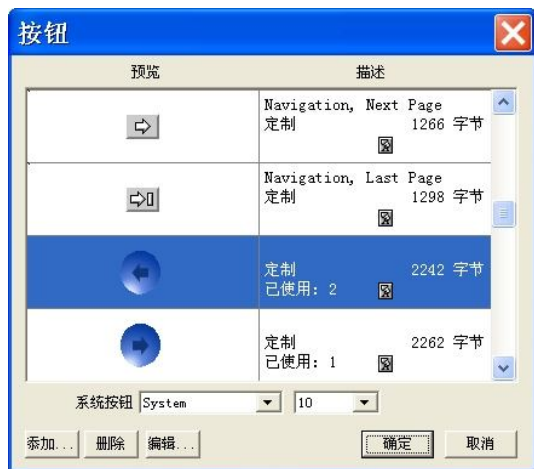 按钮
预览 描述
Navigation, Next Page
定制 1266 字节
Navigation, Last Page
定制 1298 字节
定制 2242 字节
已使用: 2
定制 2262 字节
已使用: 1
系统按钮 System 10
添加... 删除 编辑... 确定 取消